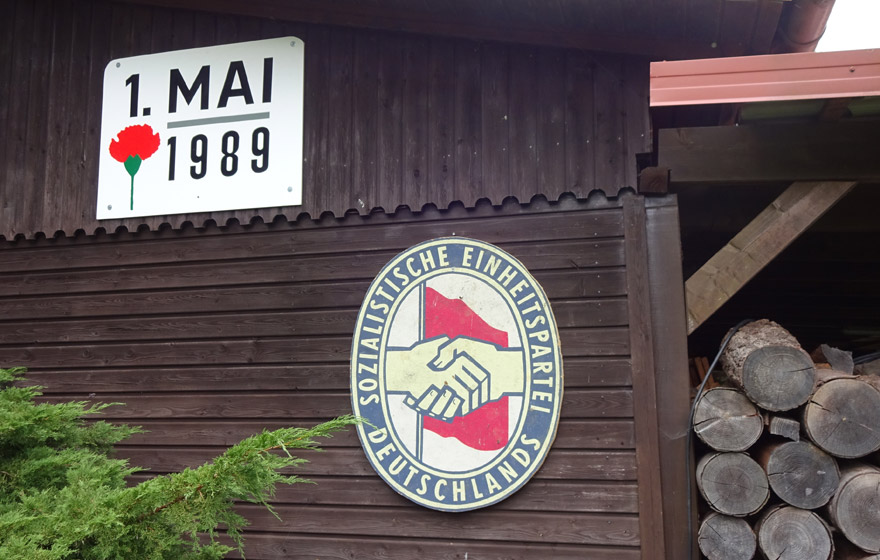 1. MAI
1989
SOZIALISTISCHE EINHEITSPARTEI
DEUTSCHLANDS